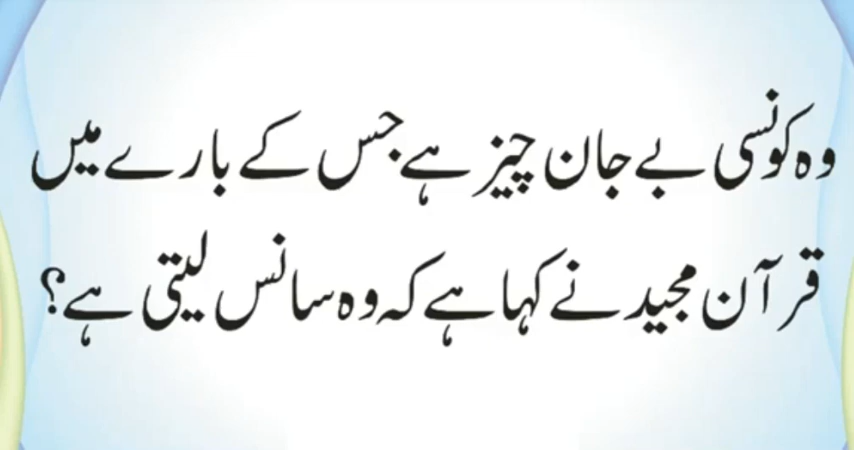 وہ کونسی بے جان چیز ہے جس کے بارے میں
قرآن مجید نے کہا ہے کہ وہ سانس لیتی ہے؟